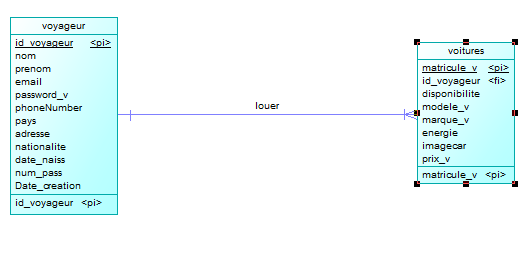 voyageur
id_voyageur <pi>
nom
prenom
email
password_v
phoneNumber
pays
adresse
nationalite
date_naiss
num_pass
Date_creation
id_voyageur <pi>
louer
voitures
matricule_v <pi>
id_voyageur <fi>
disponibilite
modele_v
marque_v
energie
imagecar
prix_v
matricule_v <pi>